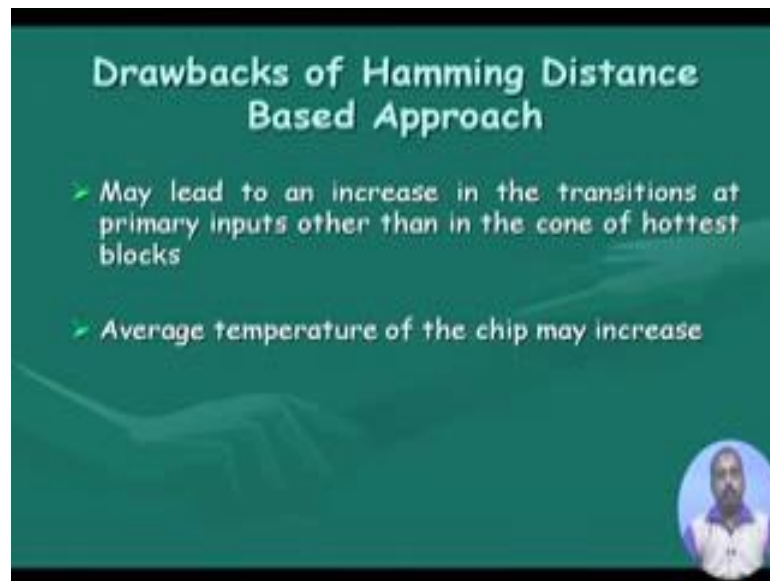 Drawbacks of Hamming Distance
Based Approach
May lead to an increase in the transitions at
primary inputs other than in the cone of hottest
blocks
Average temperature of the chip may increase